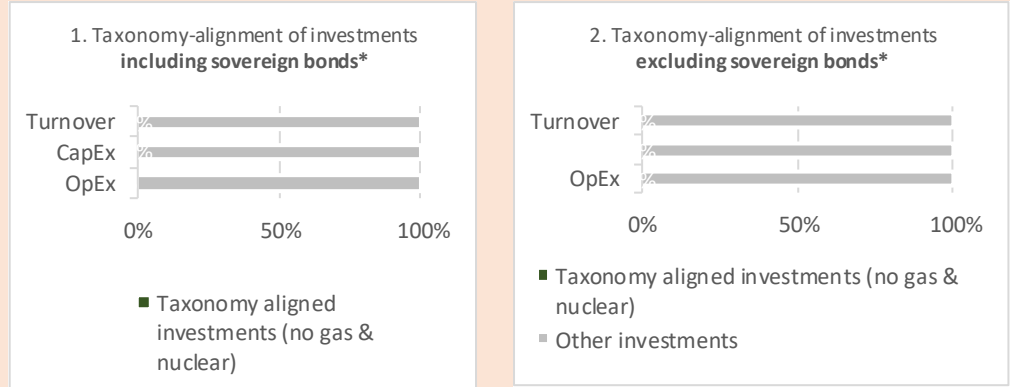 1. Taxonomy-alignment of investments
including sovereign bonds*
Turnover
CapEx
OpEx
%
%
0% 50% 100%
Taxonomy aligned
investments (no gas &
nuclear)
2. Taxonomy-alignment of investments
excluding sovereign bonds*
Turnover
OpEx
%
%
%
0% 50% 100%
Taxonomy aligned investments (no gas &
nuclear)
Other investments